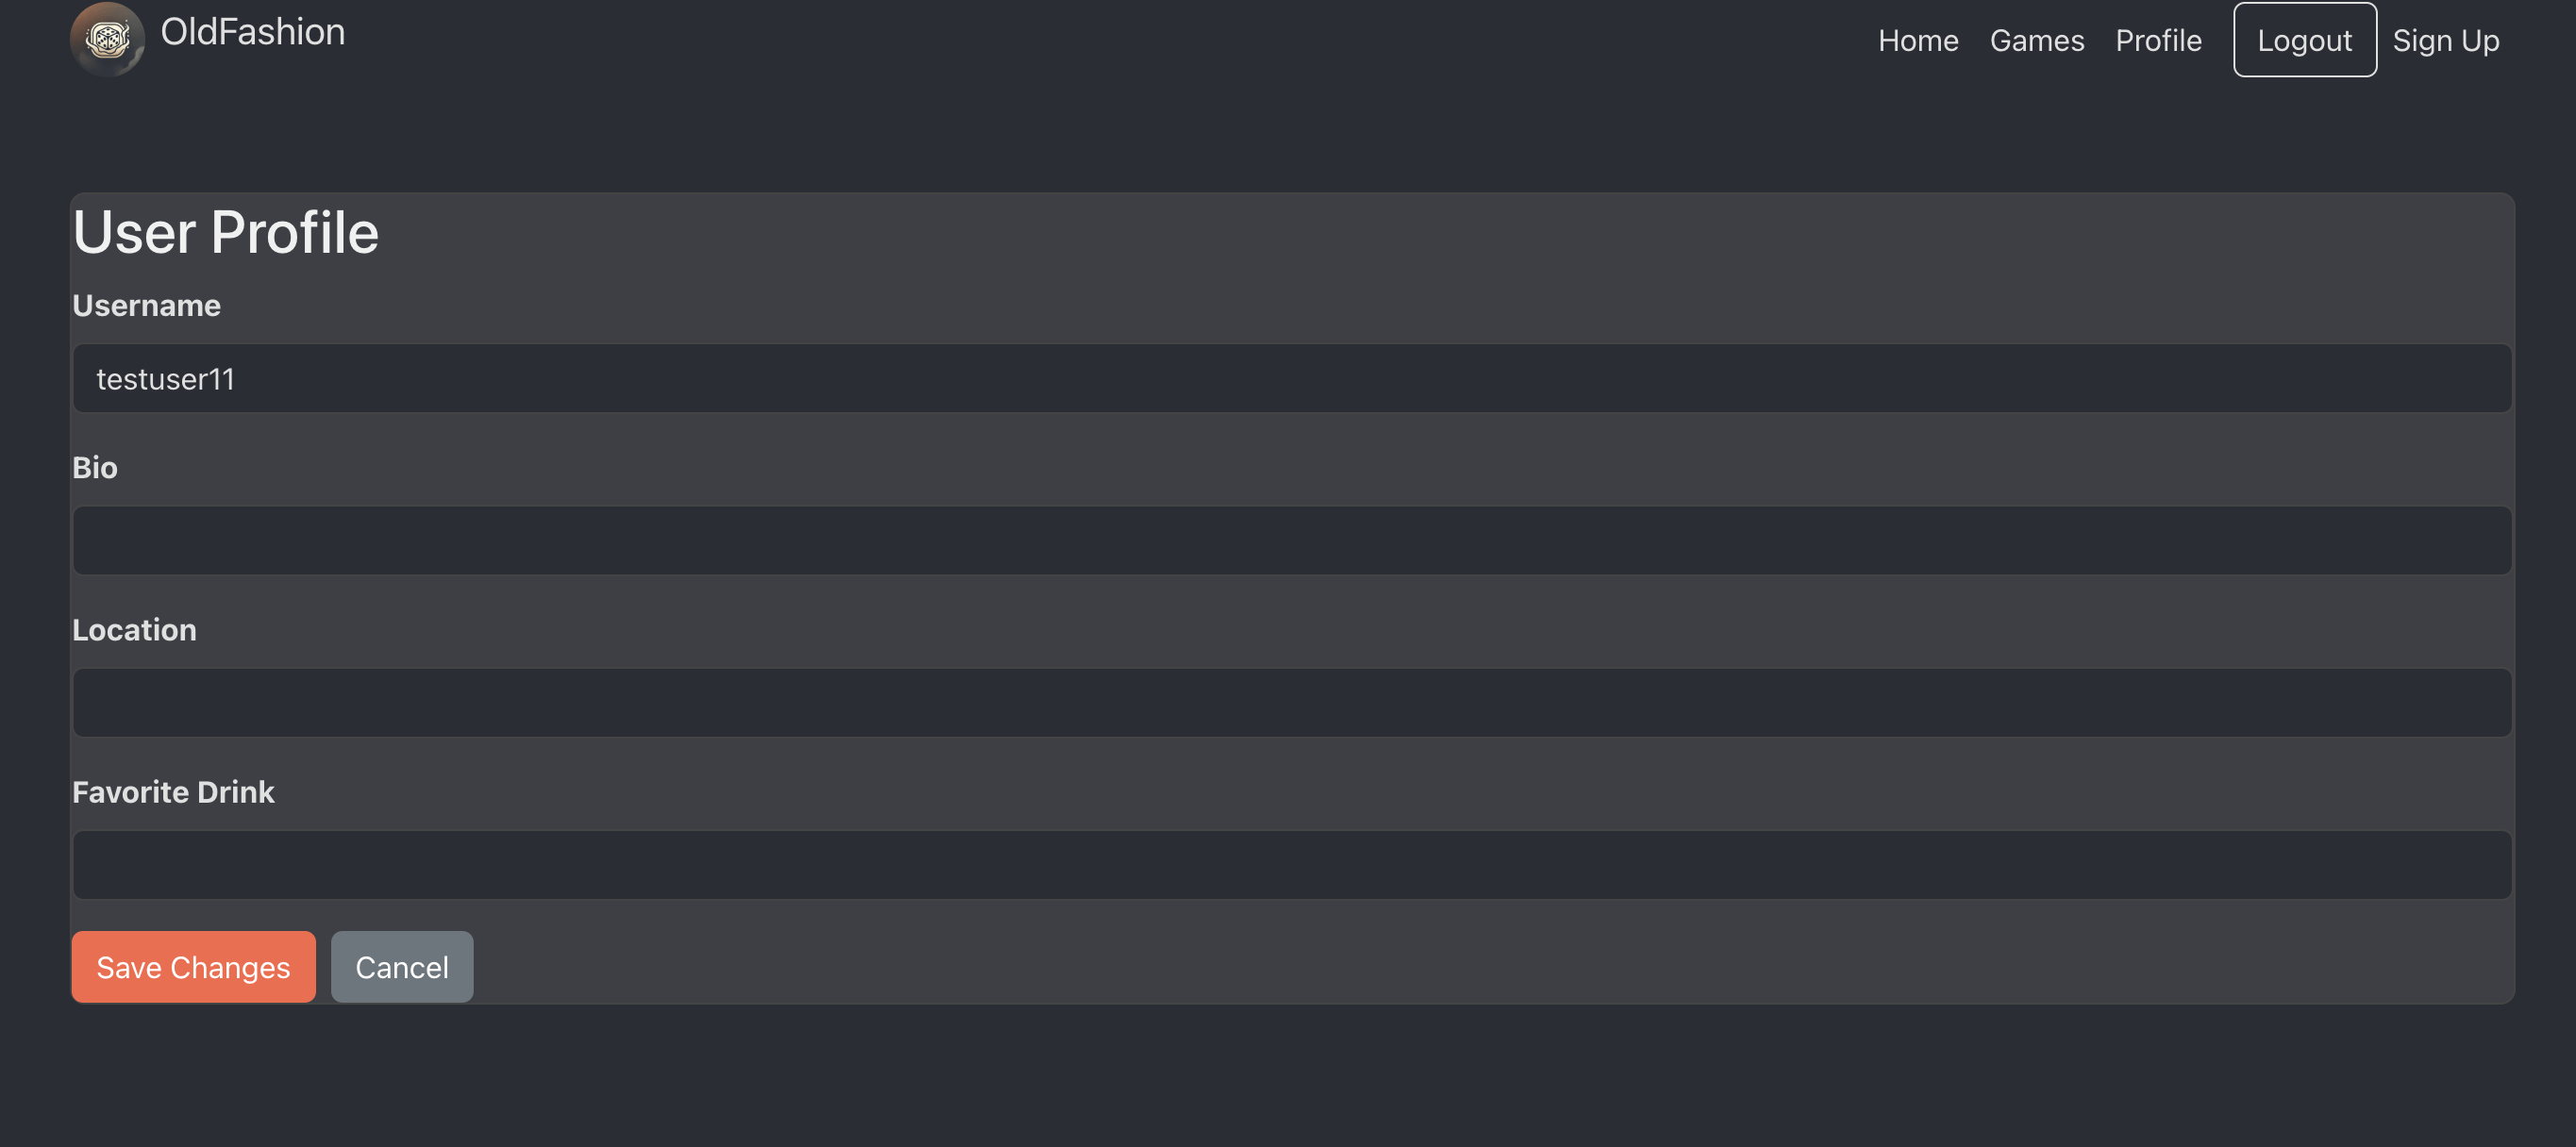 OldFashion
Home Games Profile Logout Sign Up
User Profile
Username
testuser11
Bio
Location
Favorite Drink
Save Changes Cancel